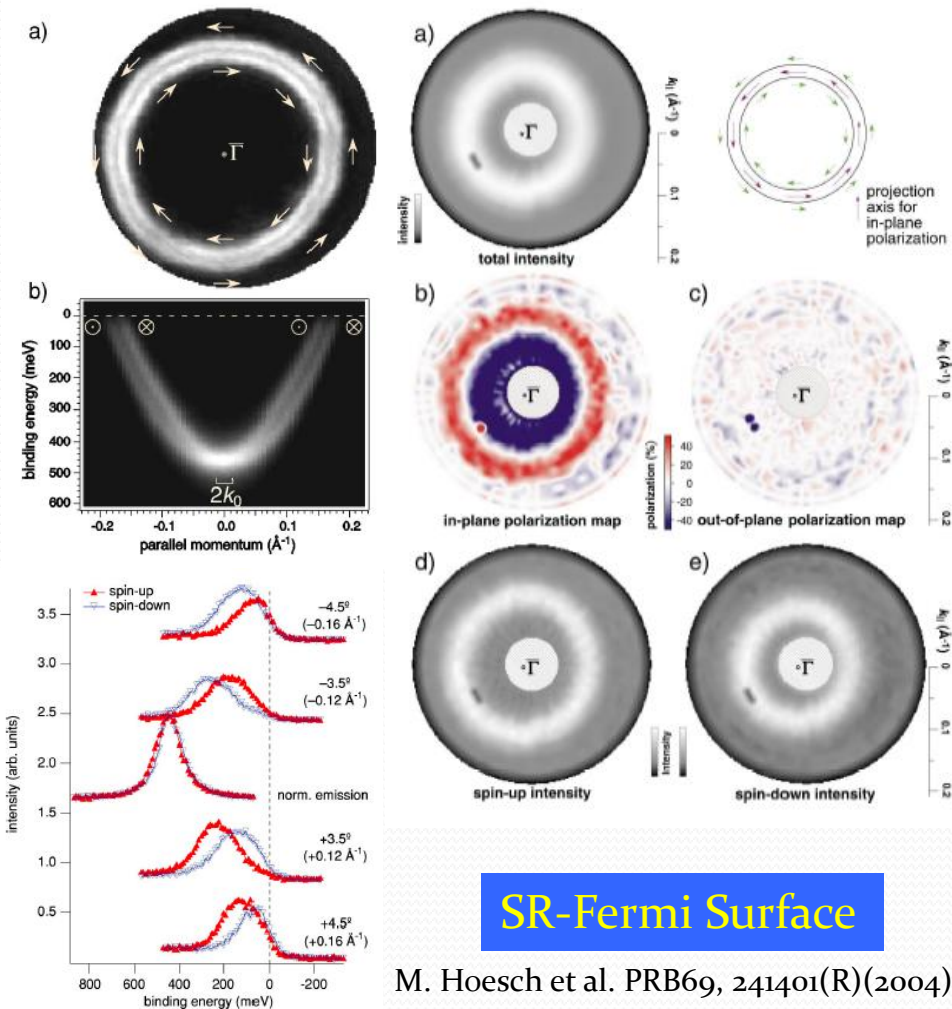 a)
Γ
b)
0
100
200
300
400
500
600
binding energy (meV)
2k₀
-0.2
-0.1
0.0
0.1
0.2
parallel momentum (Å⁻¹)
spin-up
spin-down
3.5
3.0
2.5
2.0
1.5
1.0
0.5
intensity (arb. units)
−4.5º
(−0.16 Å⁻¹)
−3.5º
(−0.12 Å⁻¹)
norm. emission
+3.5º
(+0.12 Å⁻¹)
+4.5º
(+0.16 Å⁻¹)
800
600
400
200
0
-200
binding energy (meV)
a)
Γ
intensity
total intensity
k|| (Å⁻¹)
0
0.1
0.2
projection
axis for
in-plane
polarization
b)
Γ
in-plane polarization map
polarization (%)
40
20
0
-20
-40
c)
Γ
out-of-plane polarization map
k|| (Å⁻¹)
0
0.1
0.2
d)
Γ
spin-up intensity
Intensity
e)
Γ
spin-down intensity
k|| (Å⁻¹)
0
0.1
0.2
SR-Fermi Surface
M. Hoesch et al. PRB69, 241401(R)(2004)